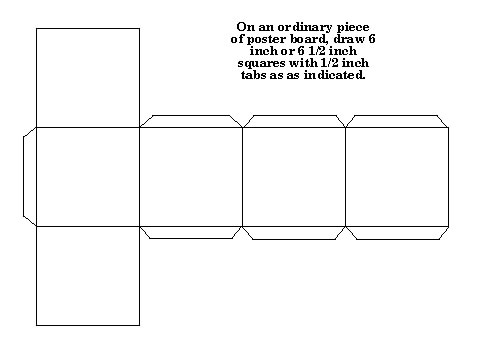 On an ordinary piece
of poster board, draw 6
inch or 6 1/2 inch
squares with 1/2 inch
tabs as as indicated.